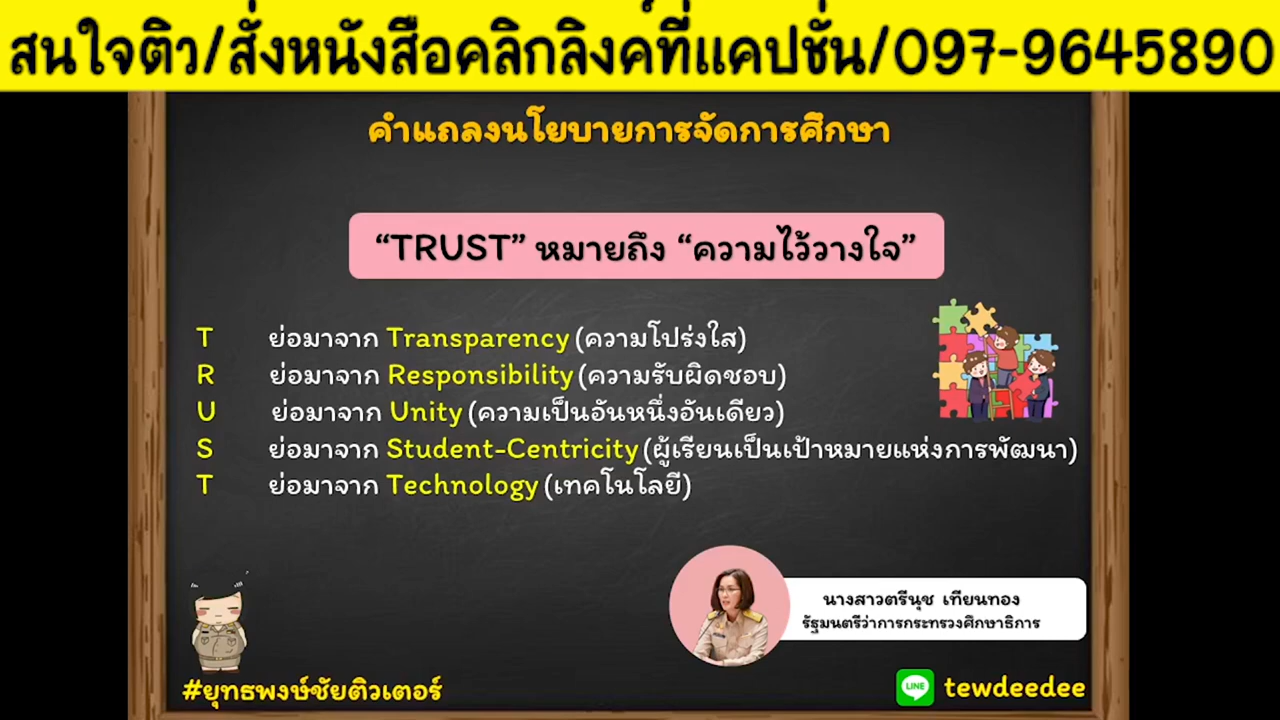 สนใจติว/สั่งหนังสือคลิกลิงค์ที่แคปชั่น/097-9645890
คำแถลงนโยบายการจัดการศึกษา
“TRUST” หมายถึง “ความไว้วางใจ”
T ย่อมาจาก Transparency (ความโปร่งใส)
R ย่อมาจาก Responsibility (ความรับผิดชอบ)
U ย่อมาจาก Unity (ความเป็นอันหนึ่งอันเดียว)
S ย่อมาจาก Student-Centricity (ผู้เรียนเป็นเป้าหมายแห่งการพัฒนา)
T ย่อมาจาก Technology (เทคโนโลยี)
นางสาวตรีนุช เทียนทอง
รัฐมนตรีว่าการกระทรวงศึกษาธิการ
#ยุทธพงษ์ชัยติวเตอร์
LINE tewdeedee